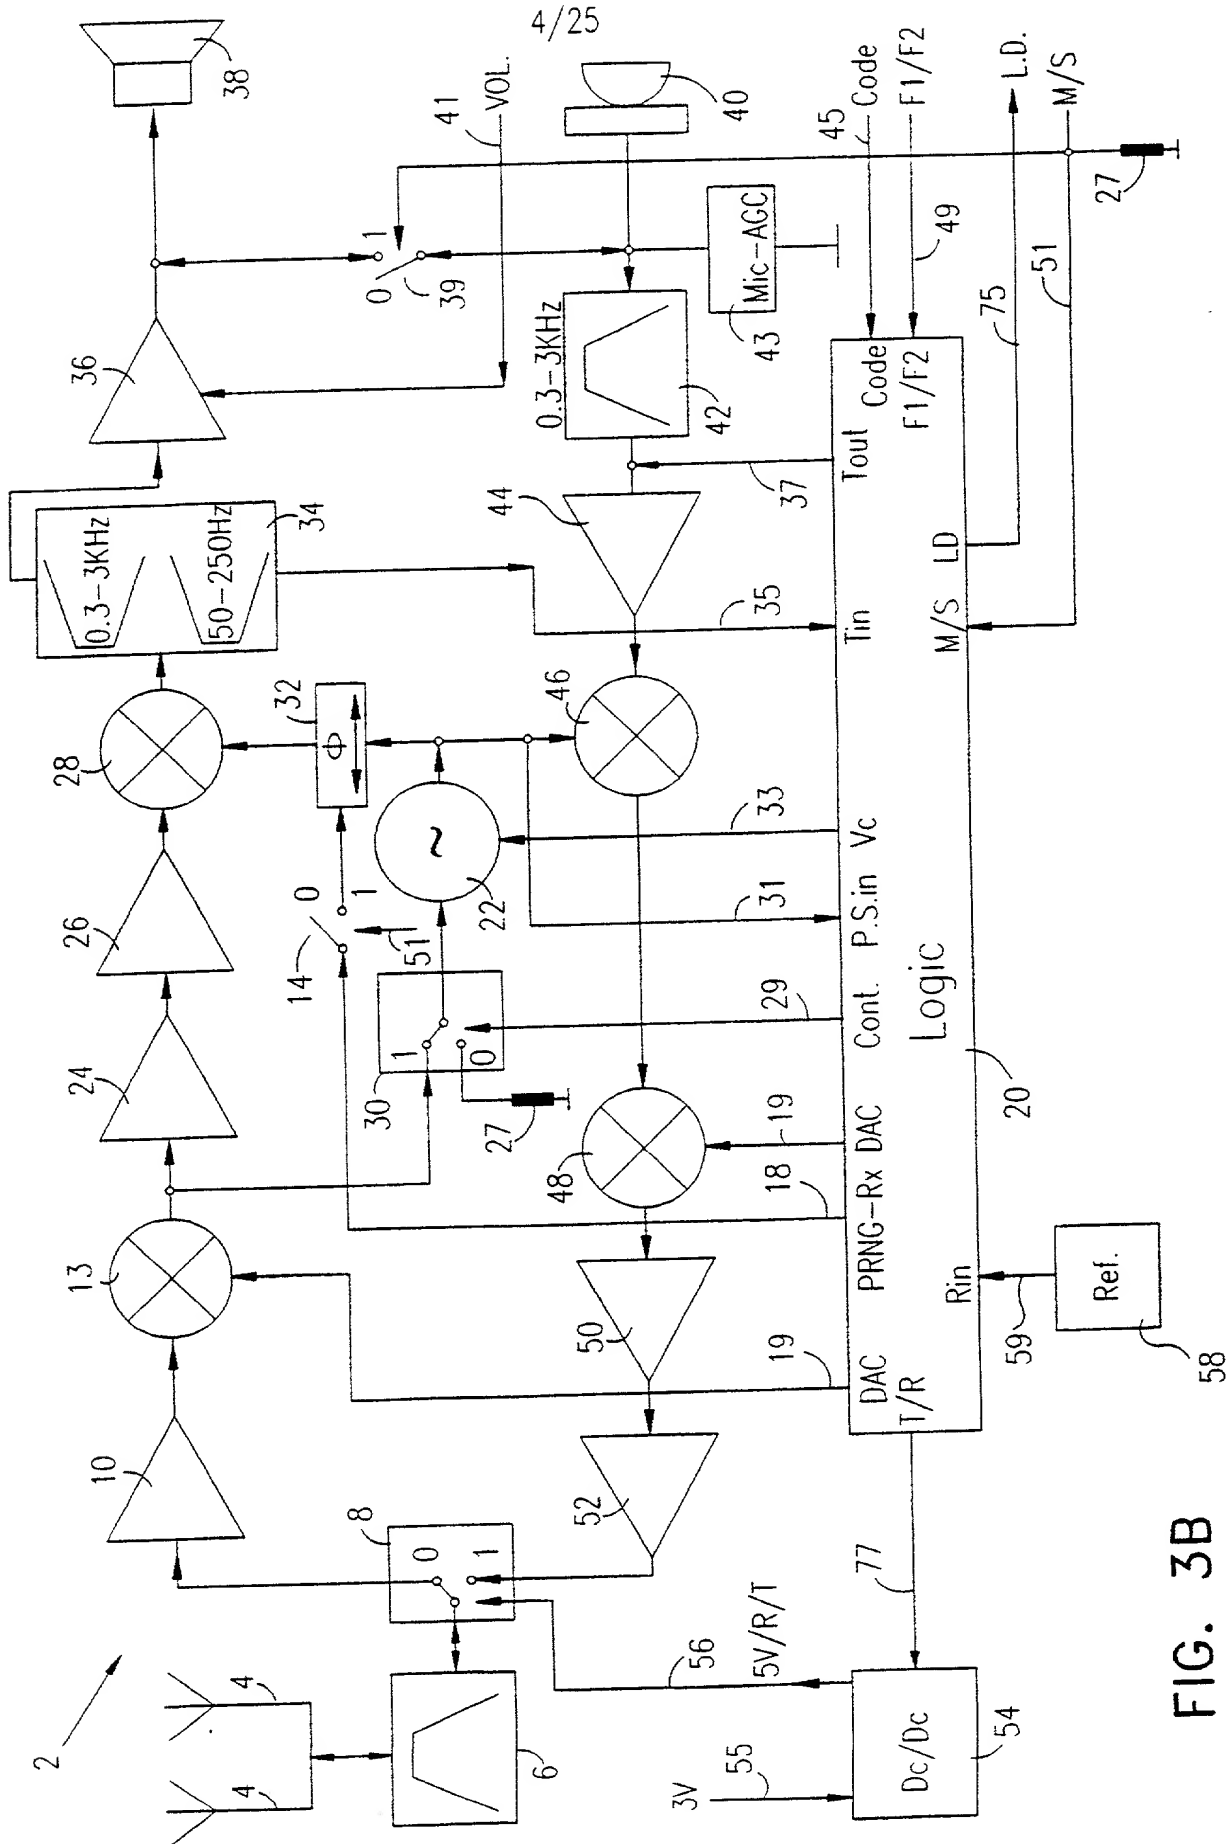 4/25
38
36
0.3-3KHz
50-250Hz
34
28
26
24
13
10
2
4
4
6
8
0
1
41
VOL.
40
1
0
39
0.3-3KHz
42
Mic-AGC
43
44
46
32
Φ
~
22
14
0
1
51
1
0
30
27
48
50
52
45
Code
F1/F2
49
L.D.
M/S
27
51
75
37
35
33
31
29
19
18
19
Code
F1/F2
Tout
LD
M/S
Tin
Vc
P.S.in
Cont.
DAC
PRNG-Rx
DAC
T/R
Rin
Logic
20
Ref.
58
59
77
56
5V/R/T
3V
55
Dc/Dc
54
FIG. 3B